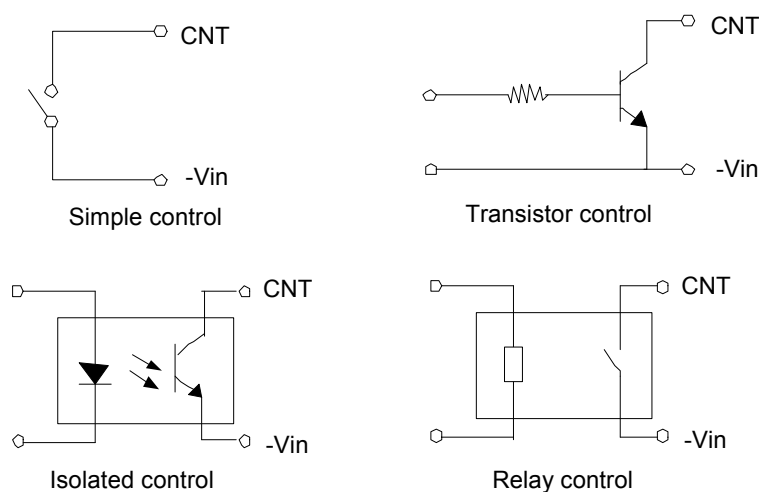 CNT
-Vin
Simple control
CNT
-Vin
Transistor control
CNT
-Vin
Isolated control
CNT
-Vin
Relay control